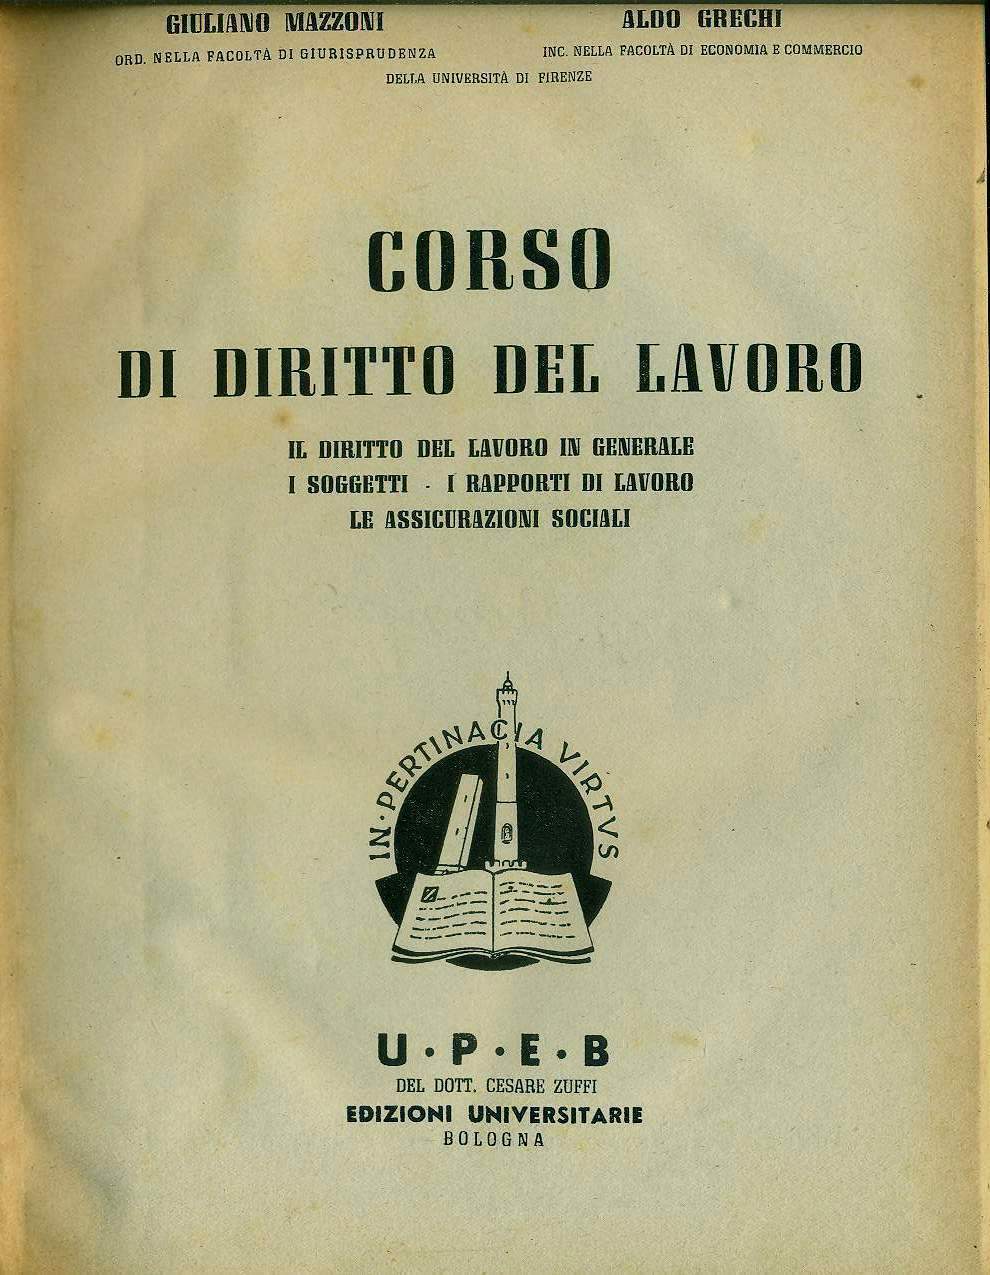 GIULIANO MAZZONI
ORD. NELLA FACOLTÀ DI GIURISPRUDENZA
ALDO GRECHI
INC. NELLA FACOLTÀ DI ECONOMIA E COMMERCIO
DELLA UNIVERSITÀ DI FIRENZE
CORSO
DI DIRITTO DEL LAVORO
IL DIRITTO DEL LAVORO IN GENERALE
I SOGGETTI - I RAPPORTI DI LAVORO
LE ASSICURAZIONI SOCIALI
IN·PERTINACIA VIRTVS
U·P·E·B
DEL DOTT. CESARE ZUFFI
EDIZIONI UNIVERSITARIE
BOLOGNA